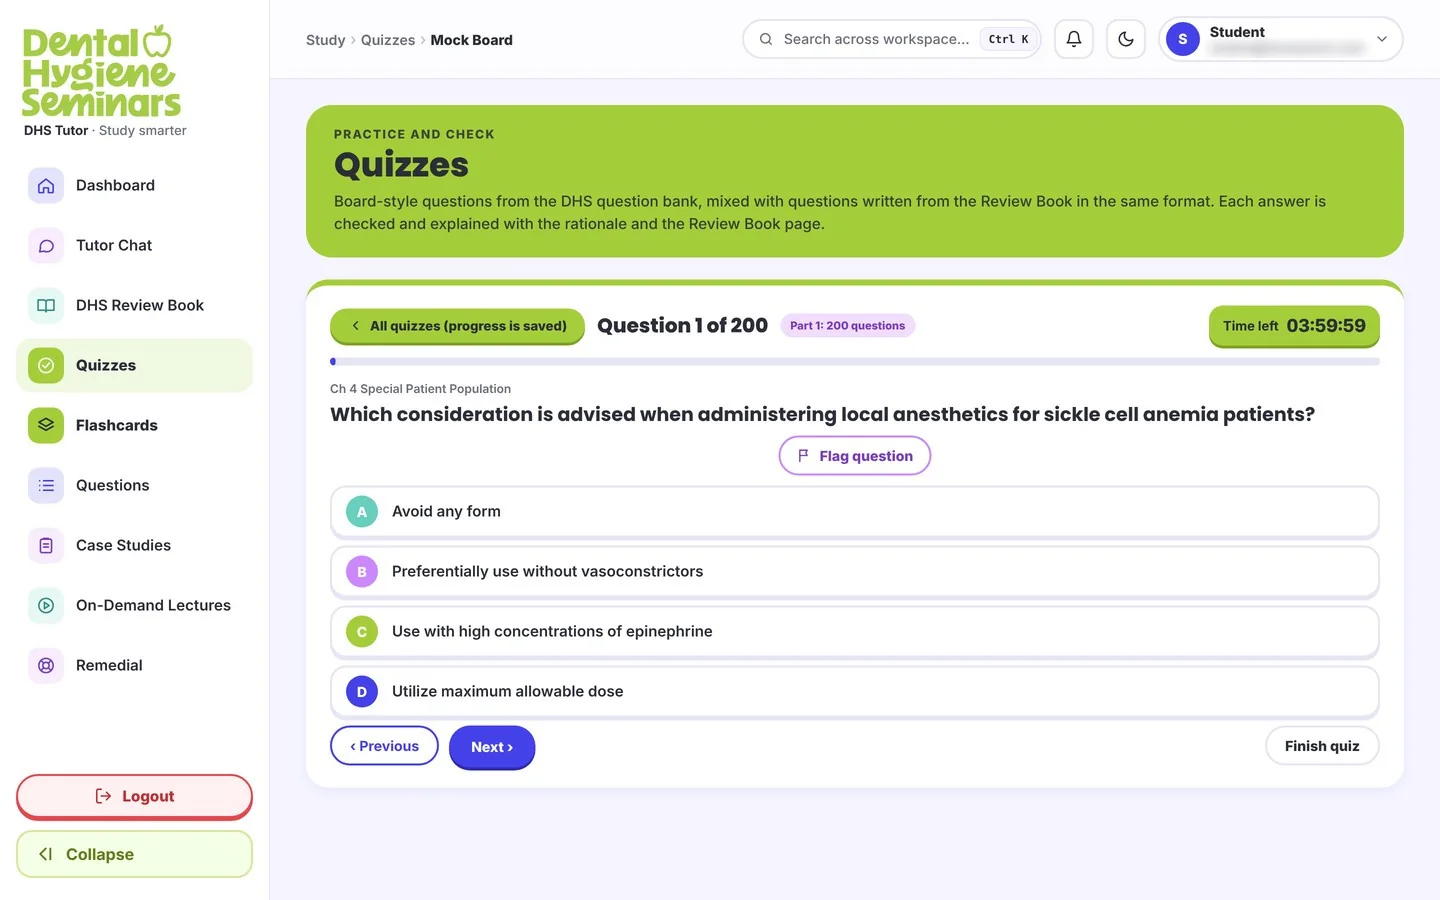 Dental
Hygiene
Seminars
DHS Tutor · Study smarter
Dashboard
Tutor Chat
DHS Review Book
Quizzes
Flashcards
Questions
Case Studies
On-Demand Lectures
Remedial
Logout
Collapse
Study › Quizzes › Mock Board
Search across workspace...
Ctrl K
S
Student
PRACTICE AND CHECK
Quizzes
Board-style questions from the DHS question bank, mixed with questions written from the Review Book in the same format. Each answer is
checked and explained with the rationale and the Review Book page.
All quizzes (progress is saved)
Question 1 of 200
Part 1: 200 questions
Time left 03:59:59
Ch 4 Special Patient Population
Which consideration is advised when administering local anesthetics for sickle cell anemia patients?
Flag question
A Avoid any form
B Preferentially use without vasoconstrictors
C Use with high concentrations of epinephrine
D Utilize maximum allowable dose
‹ Previous
Next ›
Finish quiz